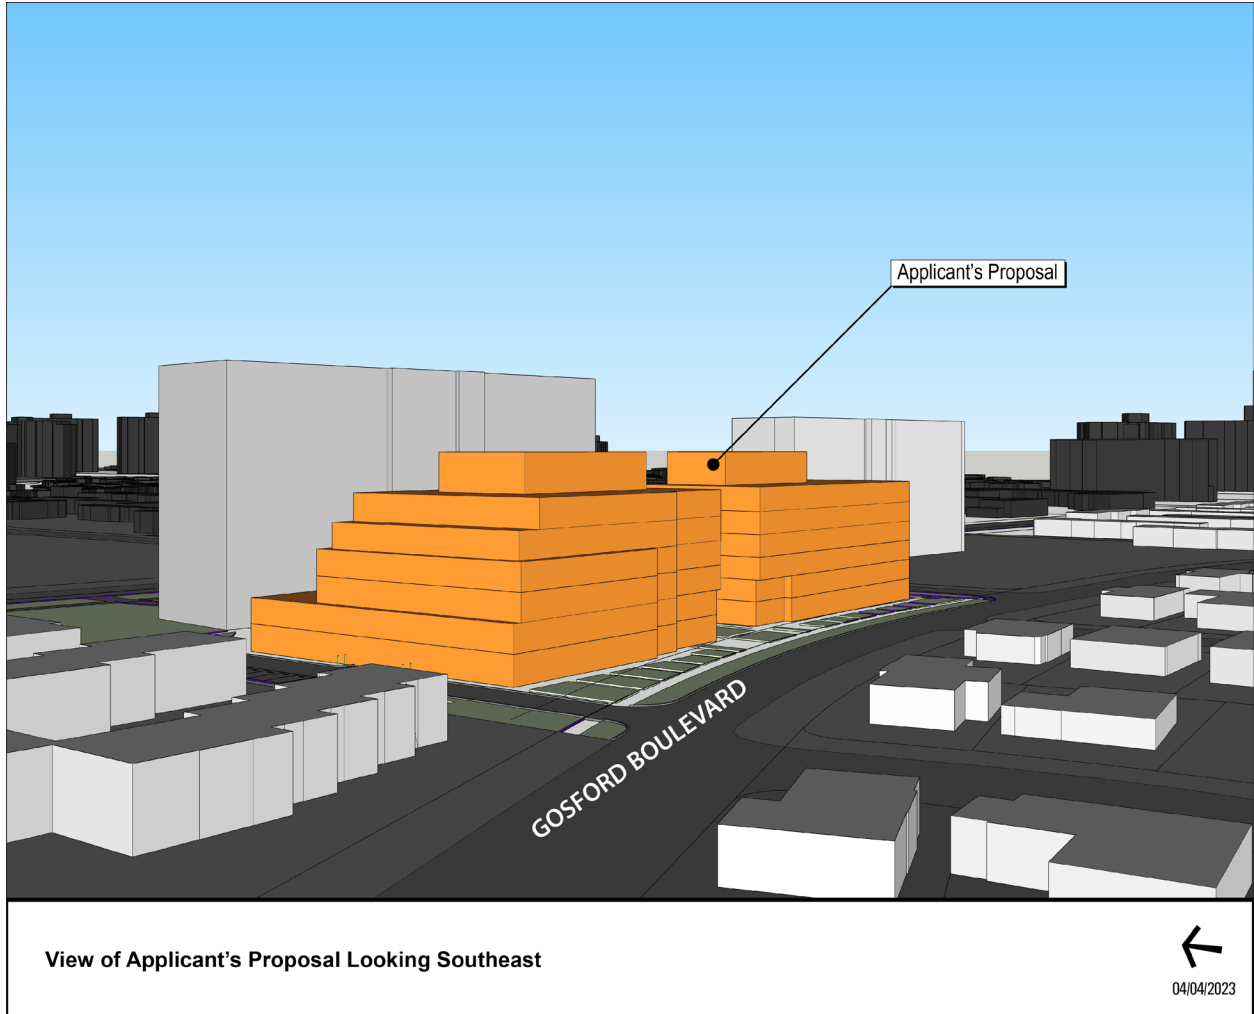 Applicant's Proposal
GOSFORD BOULEVARD
View of Applicant's Proposal Looking Southeast
04/04/2023